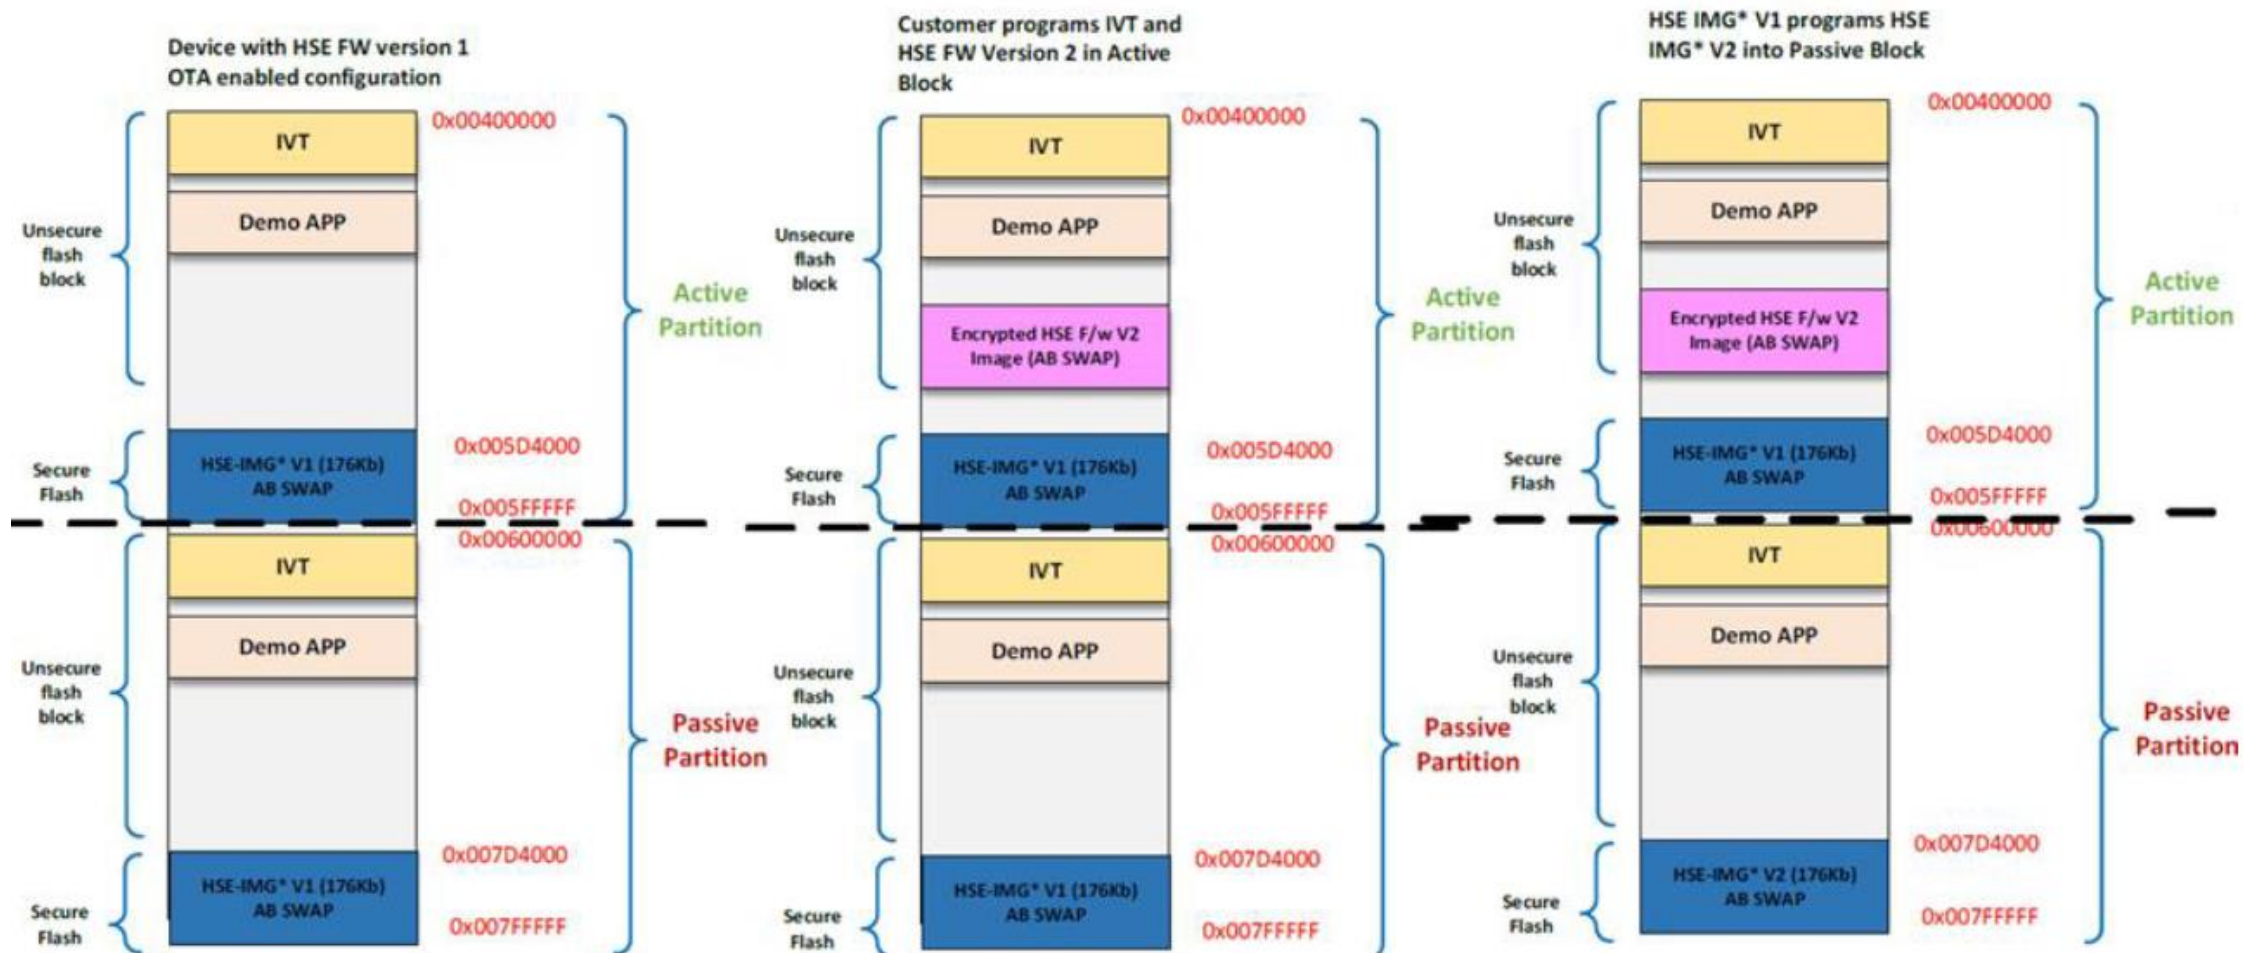 Device with HSE FW version 1
OTA enabled configuration
IVT
0x00400000
Demo APP
Unsecure
flash
block
Active
Partition
0x005D4000
HSE-IMG* V1 (176Kb)
AB SWAP
Secure
Flash
0x005FFFFF
0x00600000
IVT
Demo APP
Unsecure
flash
block
Passive
Partition
0x007D4000
HSE-IMG* V1 (176Kb)
AB SWAP
Secure
Flash
0x007FFFFF
Customer programs IVT and
HSE FW Version 2 in Active
Block
0x00400000
IVT
Demo APP
Unsecure
flash
block
Active
Partition
Encrypted HSE F/w V2
Image (AB SWAP)
0x005D4000
HSE-IMG* V1 (176Kb)
AB SWAP
Secure
Flash
0x005FFFFF
0x00600000
IVT
Demo APP
Unsecure
flash
block
Passive
Partition
0x007D4000
HSE-IMG* V1 (176Kb)
AB SWAP
Secure
Flash
0x007FFFFF
HSE IMG* V1 programs HSE
IMG* V2 into Passive Block
0x00400000
IVT
Demo APP
Unsecure
flash
block
Active
Partition
Encrypted HSE F/w V2
Image (AB SWAP)
0x005D4000
HSE-IMG* V1 (176Kb)
AB SWAP
Secure
Flash
0x005FFFFF
0x00600000
IVT
Demo APP
Unsecure
flash
block
Passive
Partition
0x007D4000
HSE-IMG* V2 (176Kb)
AB SWAP
Secure
Flash
0x007FFFFF